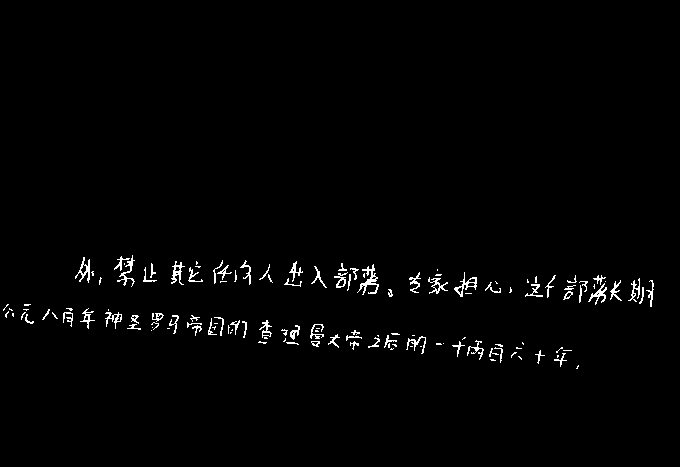 外,禁止其它任何人进入部落。专家担心,这个部落长期
公元八百年神圣罗马帝国的查理曼大帝之后的一千两百六十年,